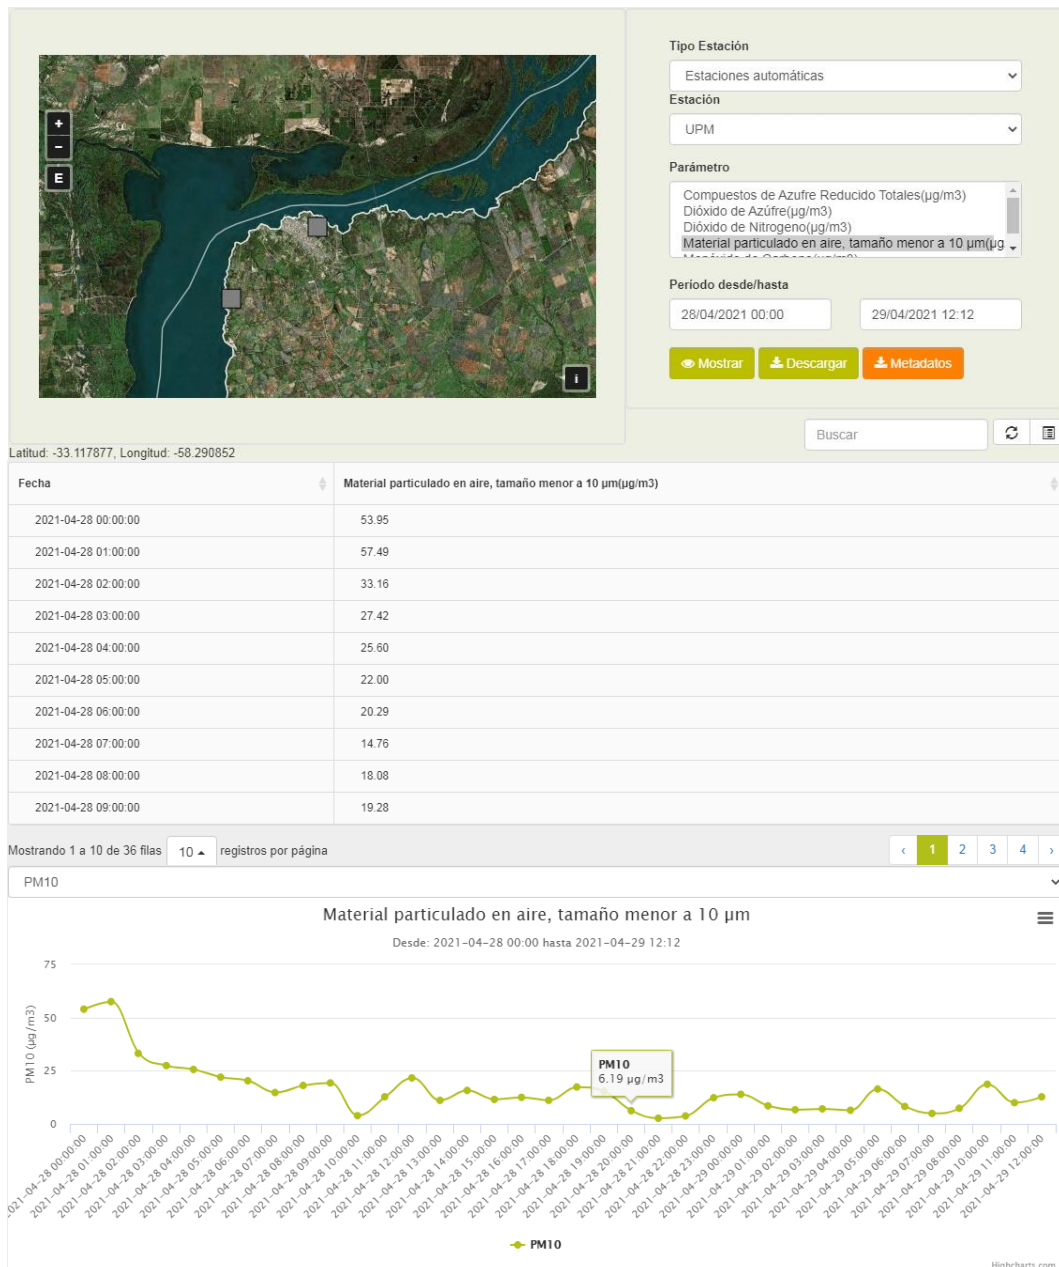 Tipo Estación
Estaciones automáticas
Estación
UPM
Parámetro
Compuestos de Azufre Reducido Totales(µg/m3)
Dióxido de Azúfre(µg/m3)
Dióxido de Nitrogeno(µg/m3)
Material particulado en aire, tamaño menor a 10 µm(µg
Período desde/hasta
28/04/2021 00:00
29/04/2021 12:12
Mostrar
Descargar
Metadatos
+
−
E
i
Buscar
Latitud: -33.117877, Longitud: -58.290852
Fecha Material particulado en aire, tamaño menor a 10 µm(µg/m3)
2021-04-28 00:00:00 53.95
2021-04-28 01:00:00 57.49
2021-04-28 02:00:00 33.16
2021-04-28 03:00:00 27.42
2021-04-28 04:00:00 25.60
2021-04-28 05:00:00 22.00
2021-04-28 06:00:00 20.29
2021-04-28 07:00:00 14.76
2021-04-28 08:00:00 18.08
2021-04-28 09:00:00 19.28
Mostrando 1 a 10 de 36 filas 10 registros por página ‹ 1 2 3 4 ›
PM10
Material particulado en aire, tamaño menor a 10 µm
Desde: 2021-04-28 00:00 hasta 2021-04-29 12:12
PM10 (µg/m3)
75
50
25
0
PM10
6.19 µg/m3
2021-04-28 00:00:00
2021-04-28 01:00:00
2021-04-28 02:00:00
2021-04-28 03:00:00
2021-04-28 04:00:00
2021-04-28 05:00:00
2021-04-28 06:00:00
2021-04-28 07:00:00
2021-04-28 08:00:00
2021-04-28 09:00:00
2021-04-28 10:00:00
2021-04-28 11:00:00
2021-04-28 12:00:00
2021-04-28 13:00:00
2021-04-28 14:00:00
2021-04-28 15:00:00
2021-04-28 16:00:00
2021-04-28 17:00:00
2021-04-28 18:00:00
2021-04-28 19:00:00
2021-04-28 20:00:00
2021-04-28 21:00:00
2021-04-28 22:00:00
2021-04-28 23:00:00
2021-04-29 00:00:00
2021-04-29 01:00:00
2021-04-29 02:00:00
2021-04-29 03:00:00
2021-04-29 04:00:00
2021-04-29 05:00:00
2021-04-29 06:00:00
2021-04-29 07:00:00
2021-04-29 08:00:00
2021-04-29 10:00:00
2021-04-29 11:00:00
2021-04-29 12:00:00
PM10
Highcharts.com